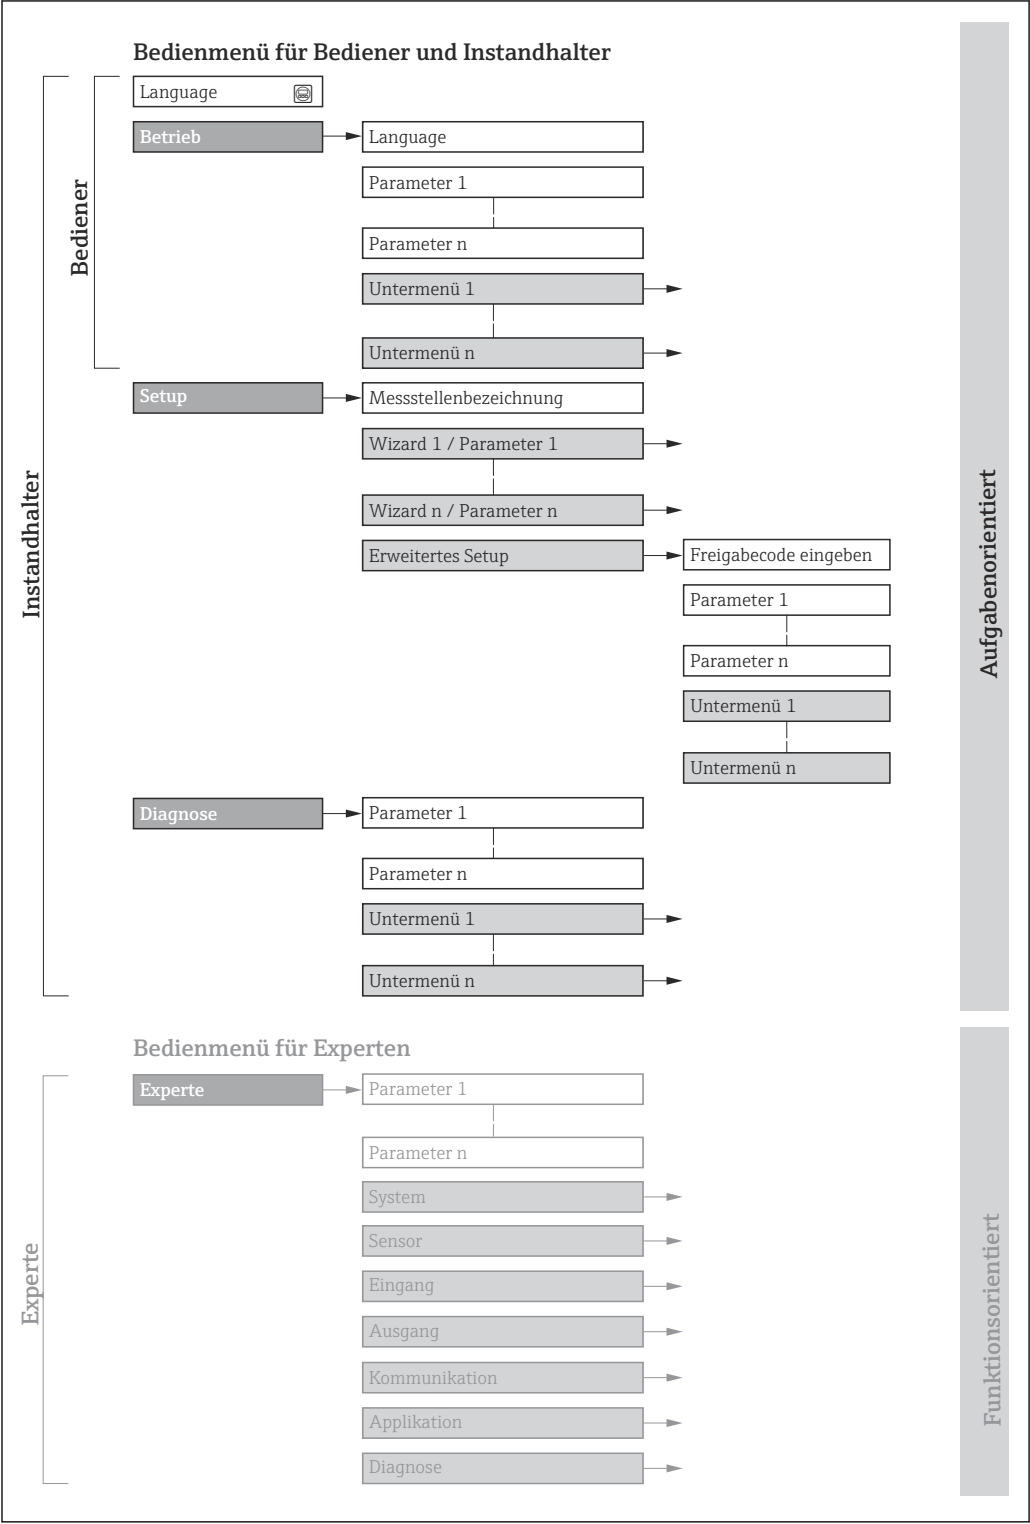 Bedienmenü für Bediener und Instandhalter
Language
Betrieb
Language
Parameter 1
Parameter n
Untermenü 1
Untermenü n
Bediener
Setup
Messstellenbezeichnung
Wizard 1 / Parameter 1
Wizard n / Parameter n
Erweitertes Setup
Freigabecode eingeben
Parameter 1
Parameter n
Untermenü 1
Untermenü n
Instandhalter
Aufgabenorientiert
Diagnose
Parameter 1
Parameter n
Untermenü 1
Untermenü n
Bedienmenü für Experten
Experte
Parameter 1
Parameter n
System
Sensor
Eingang
Ausgang
Kommunikation
Applikation
Diagnose
Experte
Funktionsorientiert